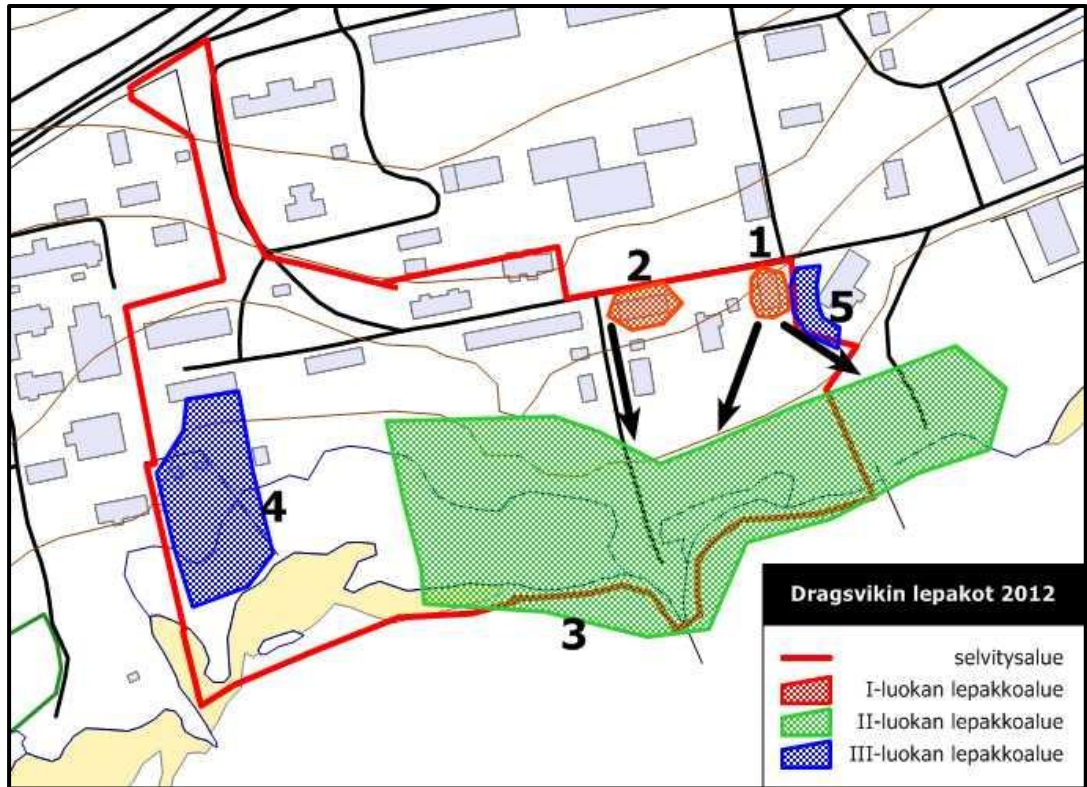 1
2
5
4
3
Dragsvikin lepakot 2012
selvitysalue
I-luokan lepakkoalue
II-luokan lepakkoalue
III-luokan lepakkoalue